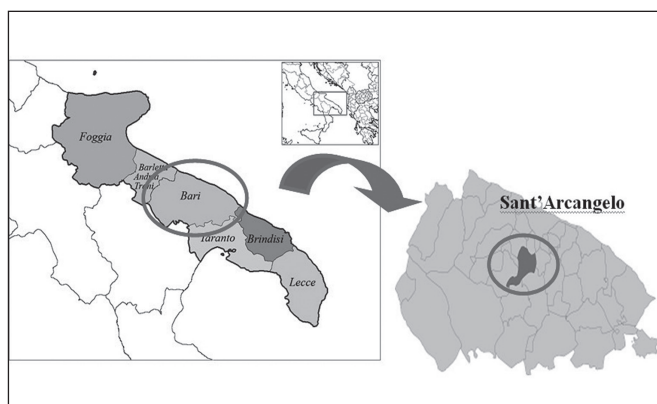 Foggia
Barletta
Andria
Trani
Bari
Taranto
Brindisi
Lecce
Sant'Arcangelo